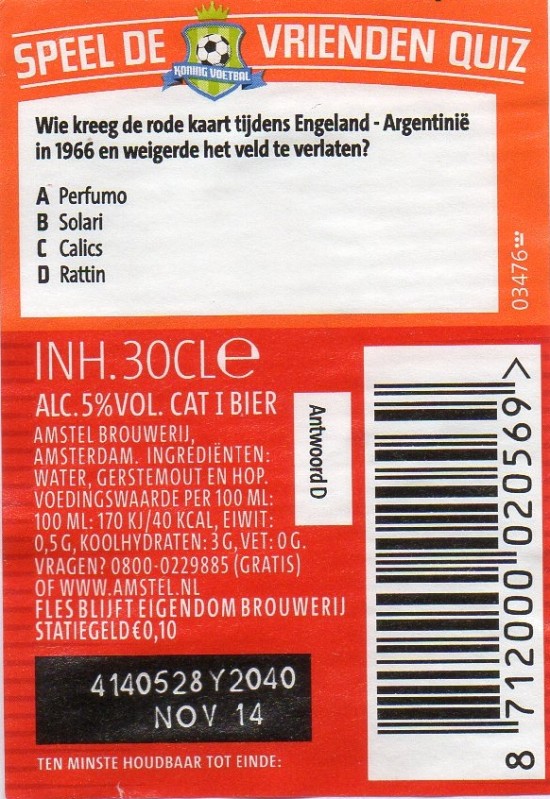 SPEEL DE VRIENDEN QUIZ
KONING VOETBAL
Wie kreeg de rode kaart tijdens Engeland - Argentinië
in 1966 en weigerde het veld te verlaten?
A Perfumo
B Solari
C Calics
D Rattin
03476
INH. 30CL e
ALC. 5%VOL. CAT I BIER
AMSTEL BROUWERIJ,
AMSTERDAM. INGREDIËNTEN:
WATER, GERSTEMOUT EN HOP.
VOEDINGSWAARDE PER 100 ML:
100 ML: 170 KJ/40 KCAL, EIWIT:
0,5 G, KOOLHYDRATEN: 3 G, VET: 0 G.
VRAGEN? 0800-0229885 (GRATIS)
OF WWW.AMSTEL.NL
FLES BLIJFT EIGENDOM BROUWERIJ
STATIEGELD €0,10
Antwoord D
4140528Y2040
NOV 14
TEN MINSTE HOUDBAAR TOT EINDE:
8 712000 020569 >